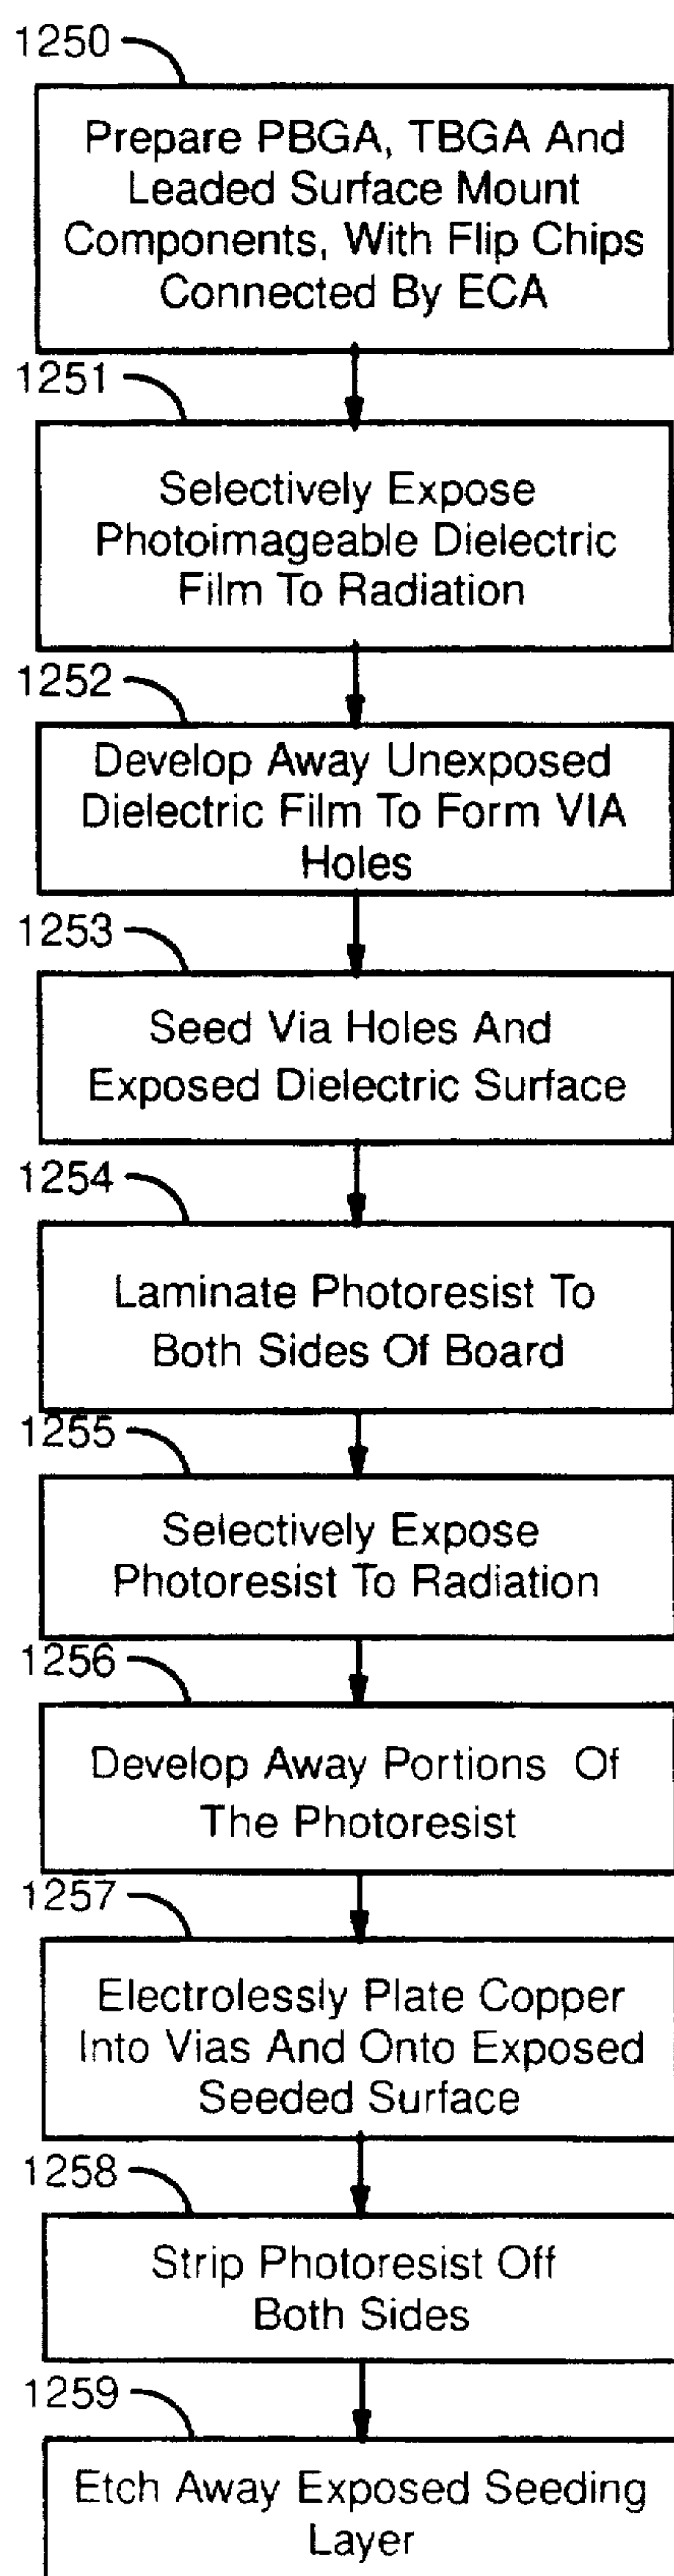 1250
Prepare PBGA, TBGA And
Leaded Surface Mount
Components, With Flip Chips
Connected By ECA
1251
Selectively Expose
Photoimageable Dielectric
Film To Radiation
1252
Develop Away Unexposed
Dielectric Film To Form VIA
Holes
1253
Seed Via Holes And
Exposed Dielectric Surface
1254
Laminate Photoresist To
Both Sides Of Board
1255
Selectively Expose
Photoresist To Radiation
1256
Develop Away Portions Of
The Photoresist
1257
Electrolessly Plate Copper
Into Vias And Onto Exposed
Seeded Surface
1258
Strip Photoresist Off
Both Sides
1259
Etch Away Exposed Seeding
Layer